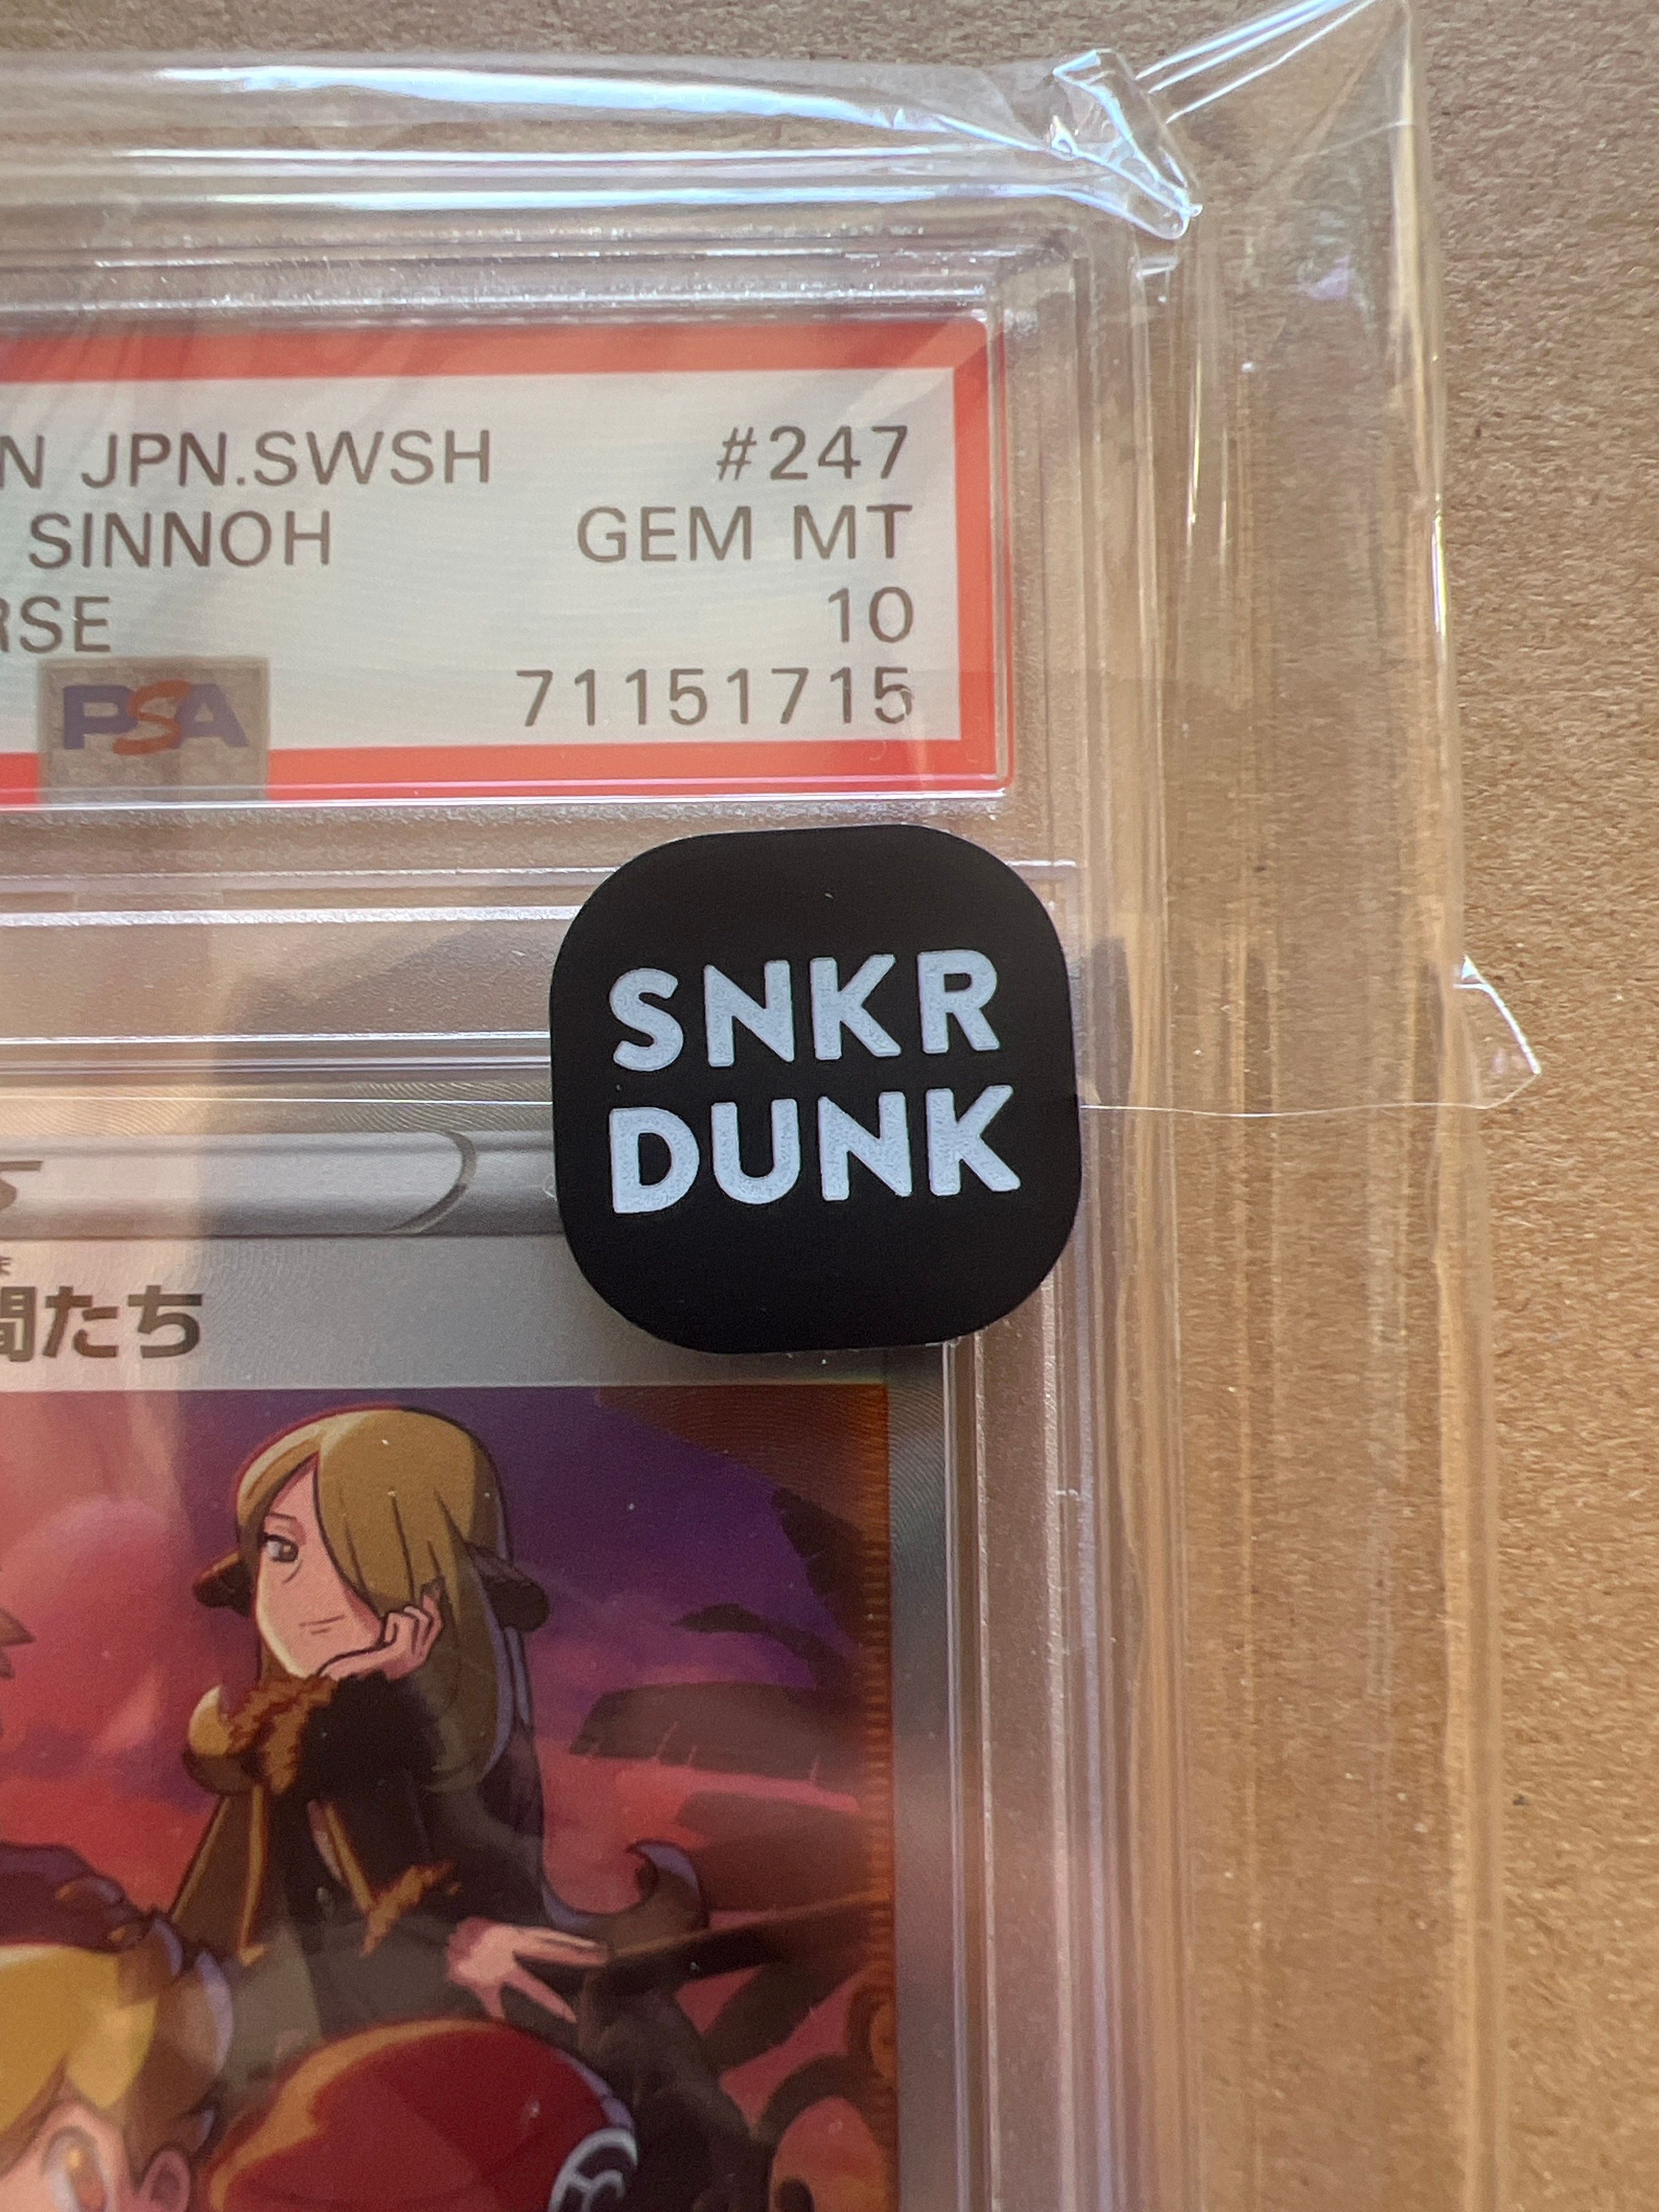 N JPN.SWSH #247
SINNOH GEM MT
RSE 10
PSA 71151715
SNKR
DUNK
間たち